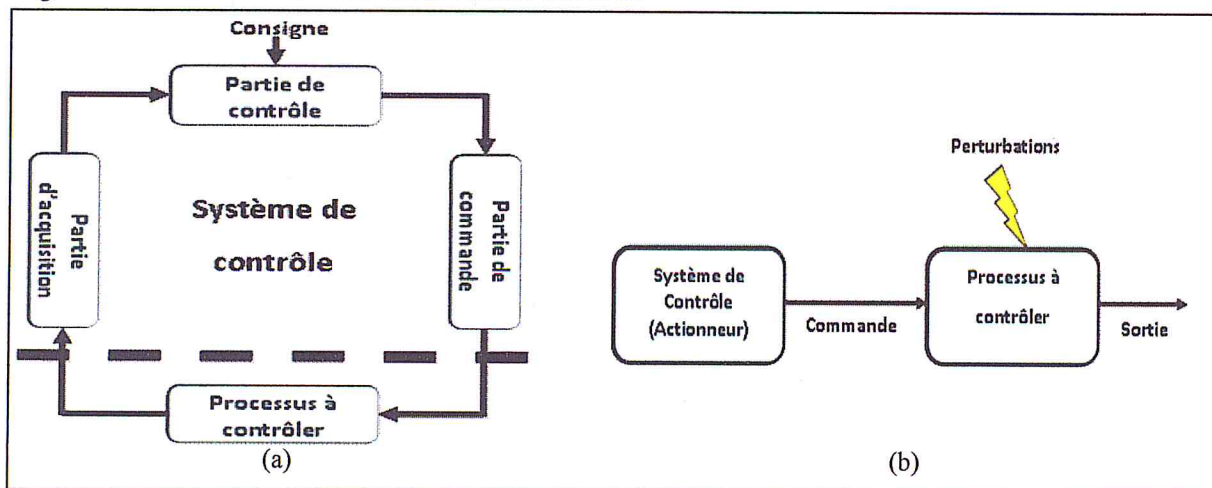 Consigne
Partie de
contrôle
Partie
d'acquisition
Système de
contrôle
Partie de
commande
Processus à
contrôler
(a)
Perturbations
Système de
Contrôle
(Actionneur)
Commande
Processus à
contrôler
Sortie
(b)